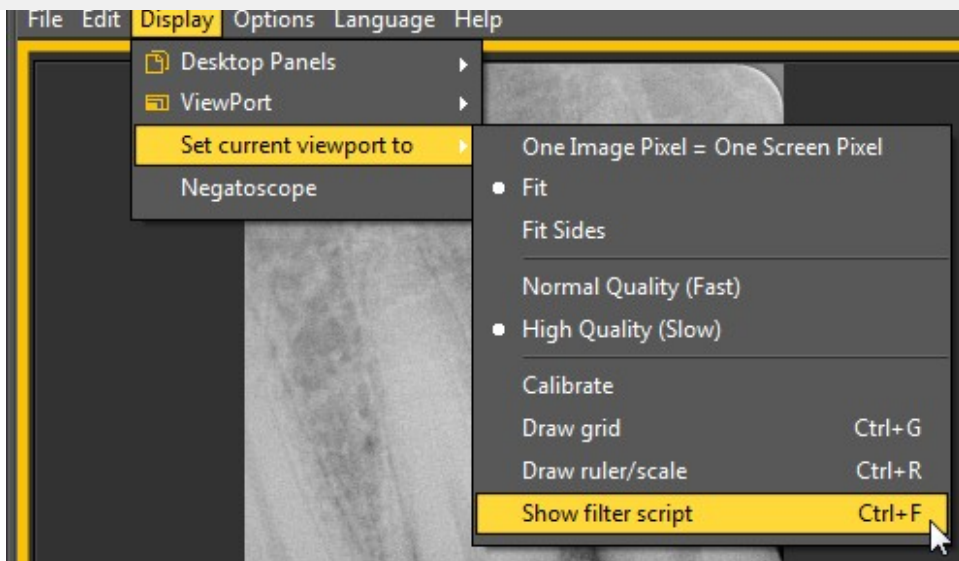 File Edit Display Options Language Help
Desktop Panels
ViewPort
Set current viewport to
Negatoscope
One Image Pixel = One Screen Pixel
Fit
Fit Sides
Normal Quality (Fast)
High Quality (Slow)
Calibrate
Draw grid Ctrl+G
Draw ruler/scale Ctrl+R
Show filter script Ctrl+F